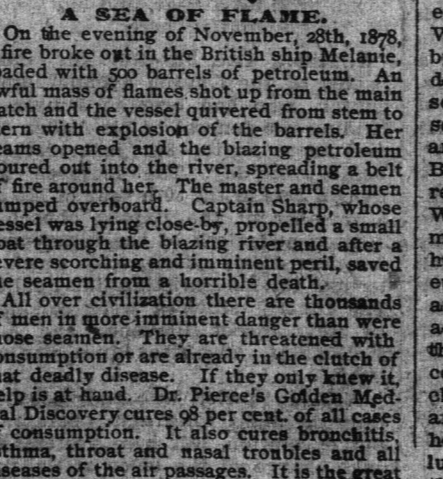 A SEA OF FLAME.
On the evening of November, 28th, 1878,
fire broke out in the British ship Melanie,
oaded with 500 barrels of petroleum. An
wful mass of flames shot up from the main
atch and the vessel quivered from stem to
ern with explosion of the barrels. Her
eams opened and the blazing petroleum
oured out into the river, spreading a belt
f fire around her. The master and seamen
umped overboard. Captain Sharp, whose
essel was lying close-by, propelled a small
oat through the blazing river and after a
evere scorching and imminent peril, saved
he seamen from a horrible death.
All over civilization there are thousands
f men in more imminent danger than were
hose seamen. They are threatened with
onsumption or are already in the clutch of
hat deadly disease. If they only knew it,
elp is at hand. Dr. Pierce's Golden Med-
al Discovery cures 98 per cent. of all cases
f consumption. It also cures bronchitis,
sthma, throat and nasal troubles and all
seases of the air passages. It is the great